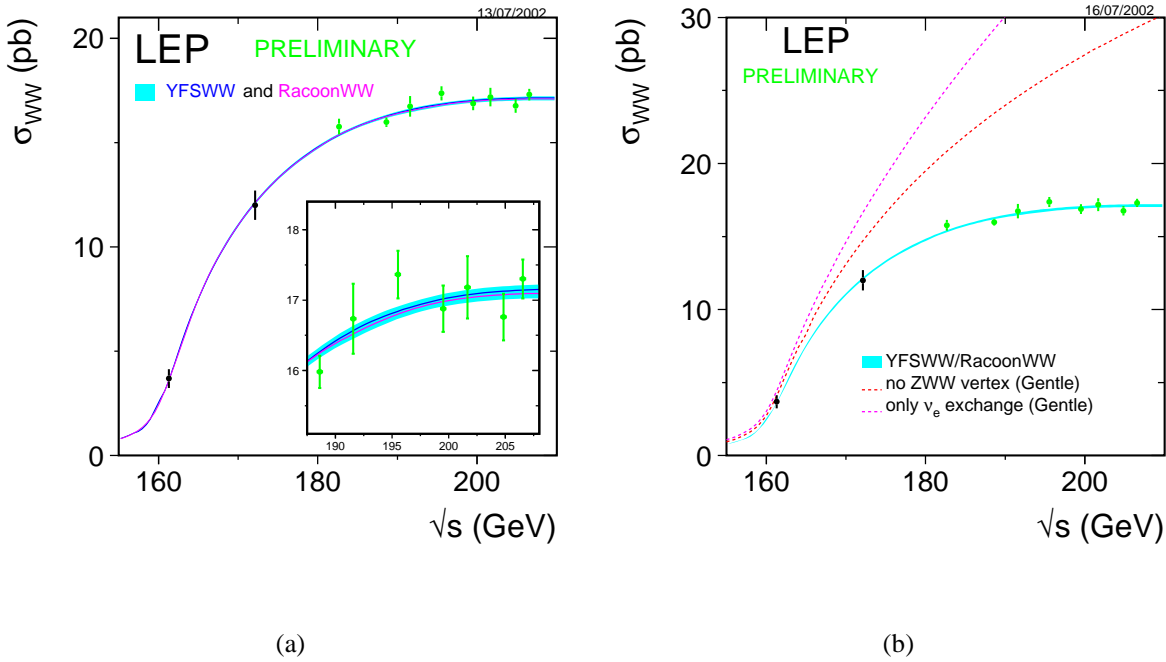 13/07/2002
20
10
0
160
180
200
√s (GeV)
σWW (pb)
LEP PRELIMINARY
YFSWW and RacoonWW
18
17
16
190
195
200
205
(a)
16/07/2002
30
20
10
0
160
180
200
√s (GeV)
σWW (pb)
LEP
PRELIMINARY
YFSWW/RacoonWW
no ZWW vertex (Gentle)
only νe exchange (Gentle)
(b)